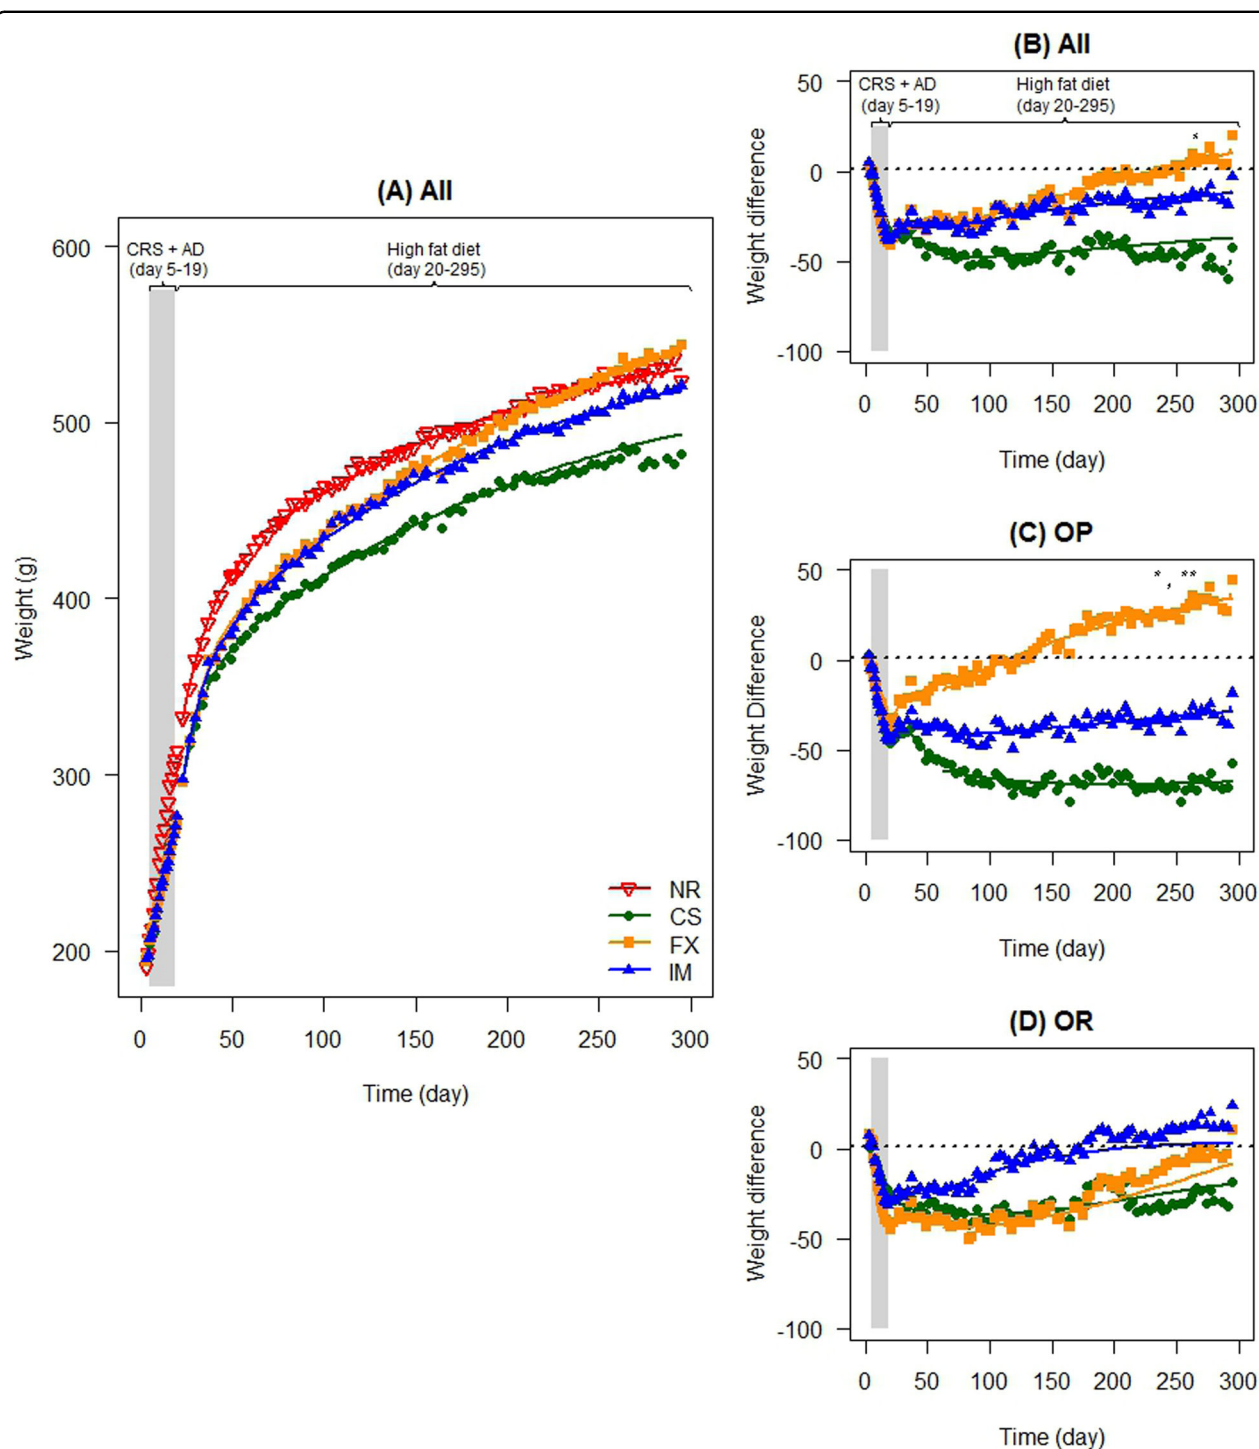 (A) All
CRS + AD
(day 5-19)
High fat diet
(day 20-295)
600
500
400
300
200
Weight (g)
NR
CS
FX
IM
0
50
100
150
200
250
300
Time (day)
(B) All
CRS + AD
(day 5-19)
High fat diet
(day 20-295)
*
50
0
-50
-100
Weight difference
0
50
100
150
200
250
300
Time (day)
(C) OP
* , **
50
0
-50
-100
Weight Difference
0
50
100
150
200
250
300
Time (day)
(D) OR
50
0
-50
-100
Weight difference
0
50
100
150
200
250
300
Time (day)